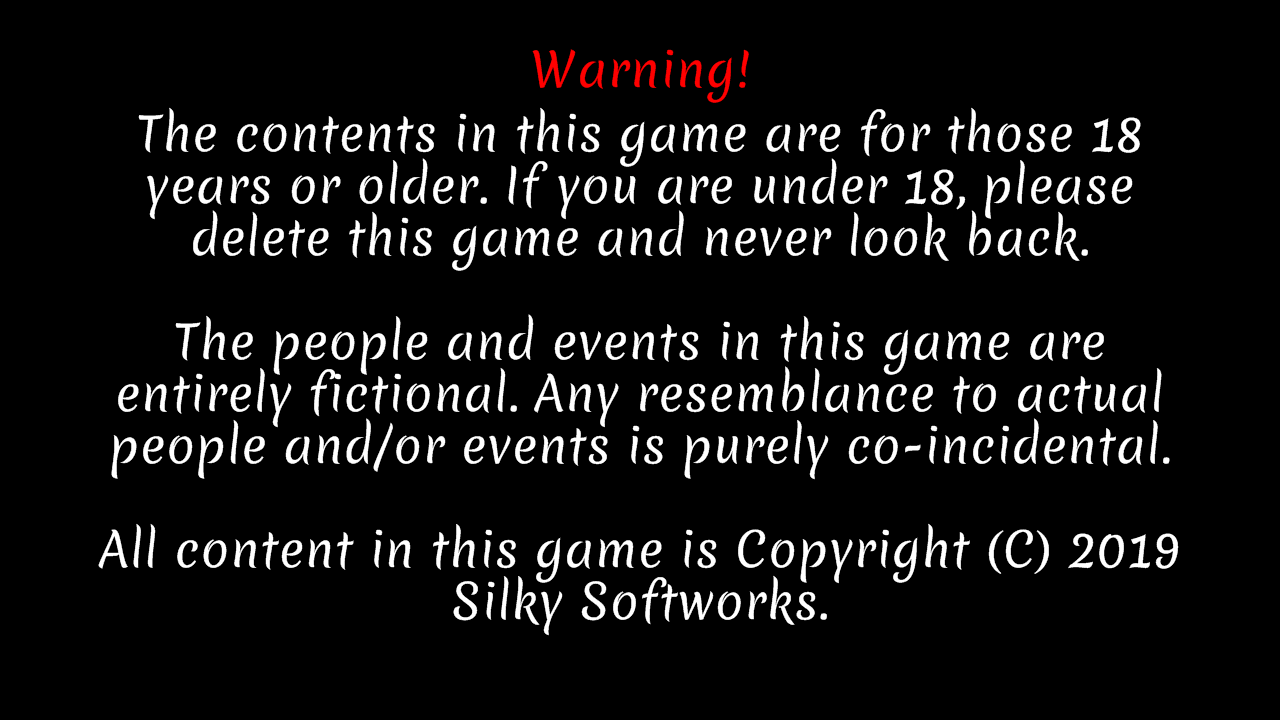 Warning!
The contents in this game are for those 18
years or older. If you are under 18, please
delete this game and never look back.
The people and events in this game are
entirely fictional. Any resemblance to actual
people and/or events is purely co-incidental.
All content in this game is Copyright (C) 2019
Silky Softworks.